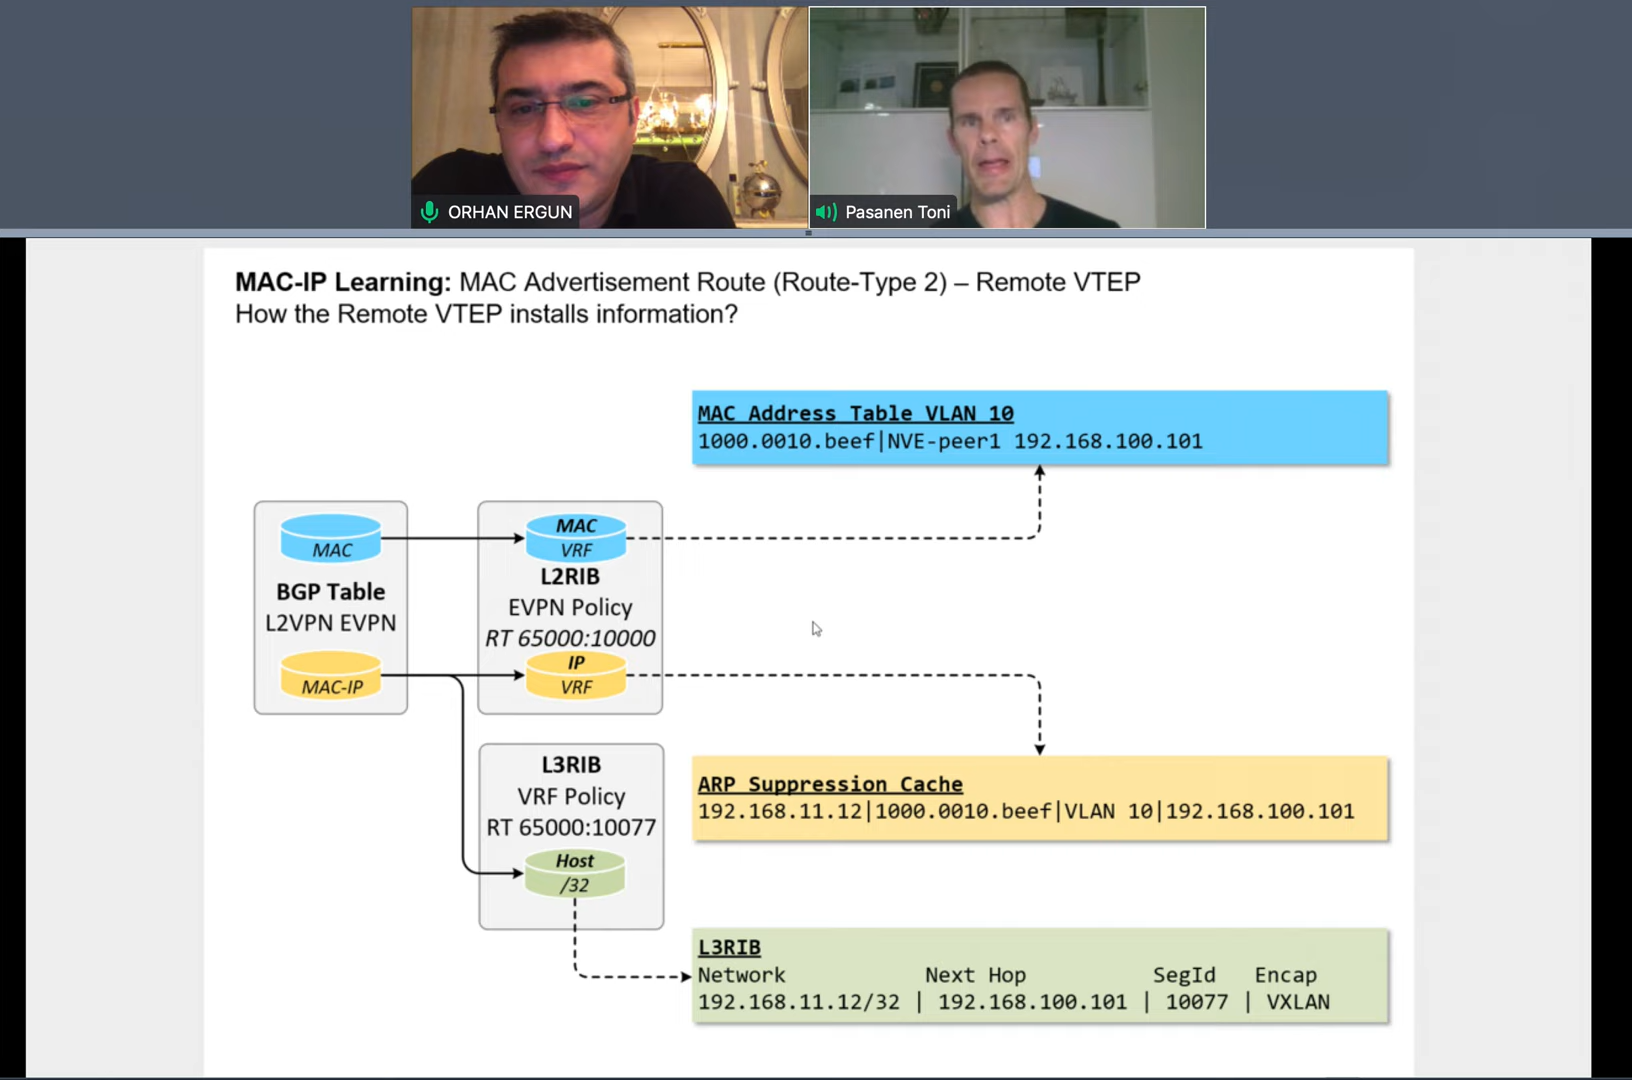 ORHAN ERGUN
Pasanen Toni
MAC-IP Learning: MAC Advertisement Route (Route-Type 2) – Remote VTEP
How the Remote VTEP installs information?
MAC Address Table VLAN 10
1000.0010.beef|NVE-peer1 192.168.100.101
MAC
BGP Table
L2VPN EVPN
MAC-IP
MAC
VRF
L2RIB
EVPN Policy
RT 65000:10000
IP
VRF
L3RIB
VRF Policy
RT 65000:10077
Host
/32
ARP Suppression Cache
192.168.11.12|1000.0010.beef|VLAN 10|192.168.100.101
L3RIB
Network Next Hop SegId Encap
192.168.11.12/32 | 192.168.100.101 | 10077 | VXLAN